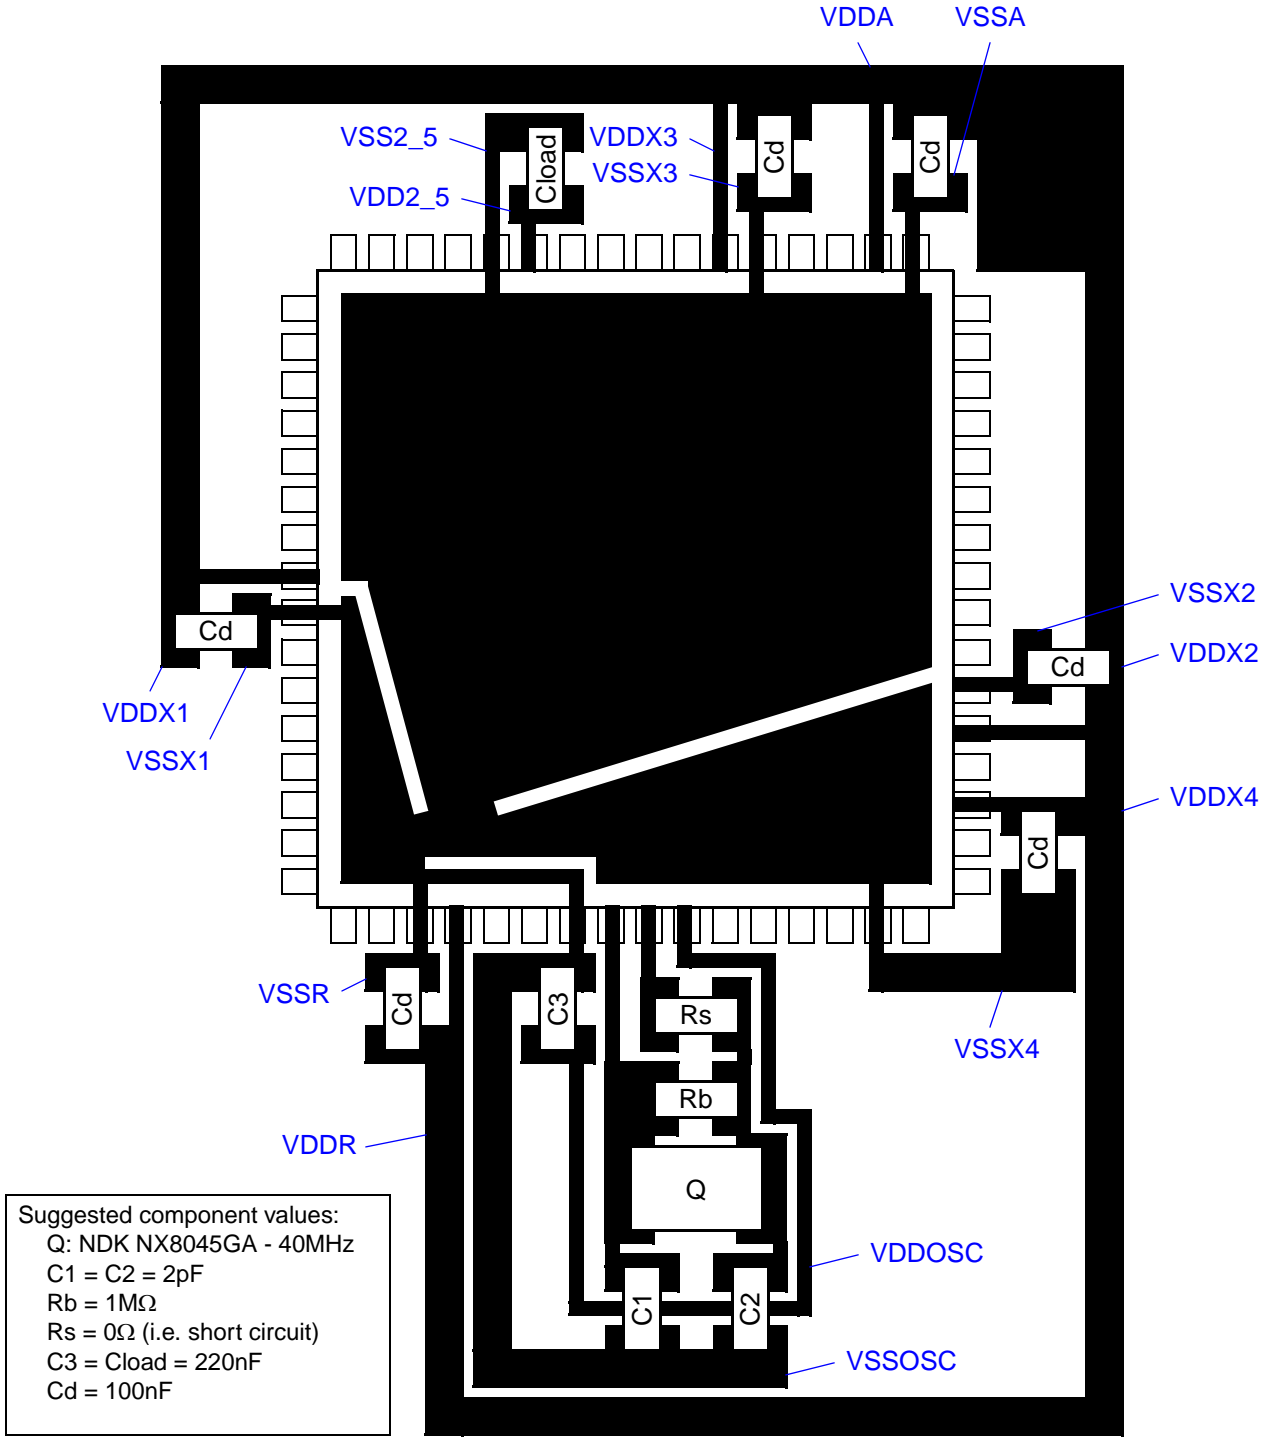 VDDA
VSSA
VSS2_5
VDD2_5
Cload
VDDX3
VSSX3
Cd
Cd
VSSX2
VDDX2
Cd
Cd
VDDX1
VSSX1
VDDX4
Cd
VSSR
Cd
C3
Rs
VSSX4
Rb
VDDR
Q
VDDOSC
C1
C2
VSSOSC
Suggested component values:
Q: NDK NX8045GA - 40MHz
C1 = C2 = 2pF
Rb = 1MΩ
Rs = 0Ω (i.e. short circuit)
C3 = Cload = 220nF
Cd = 100nF